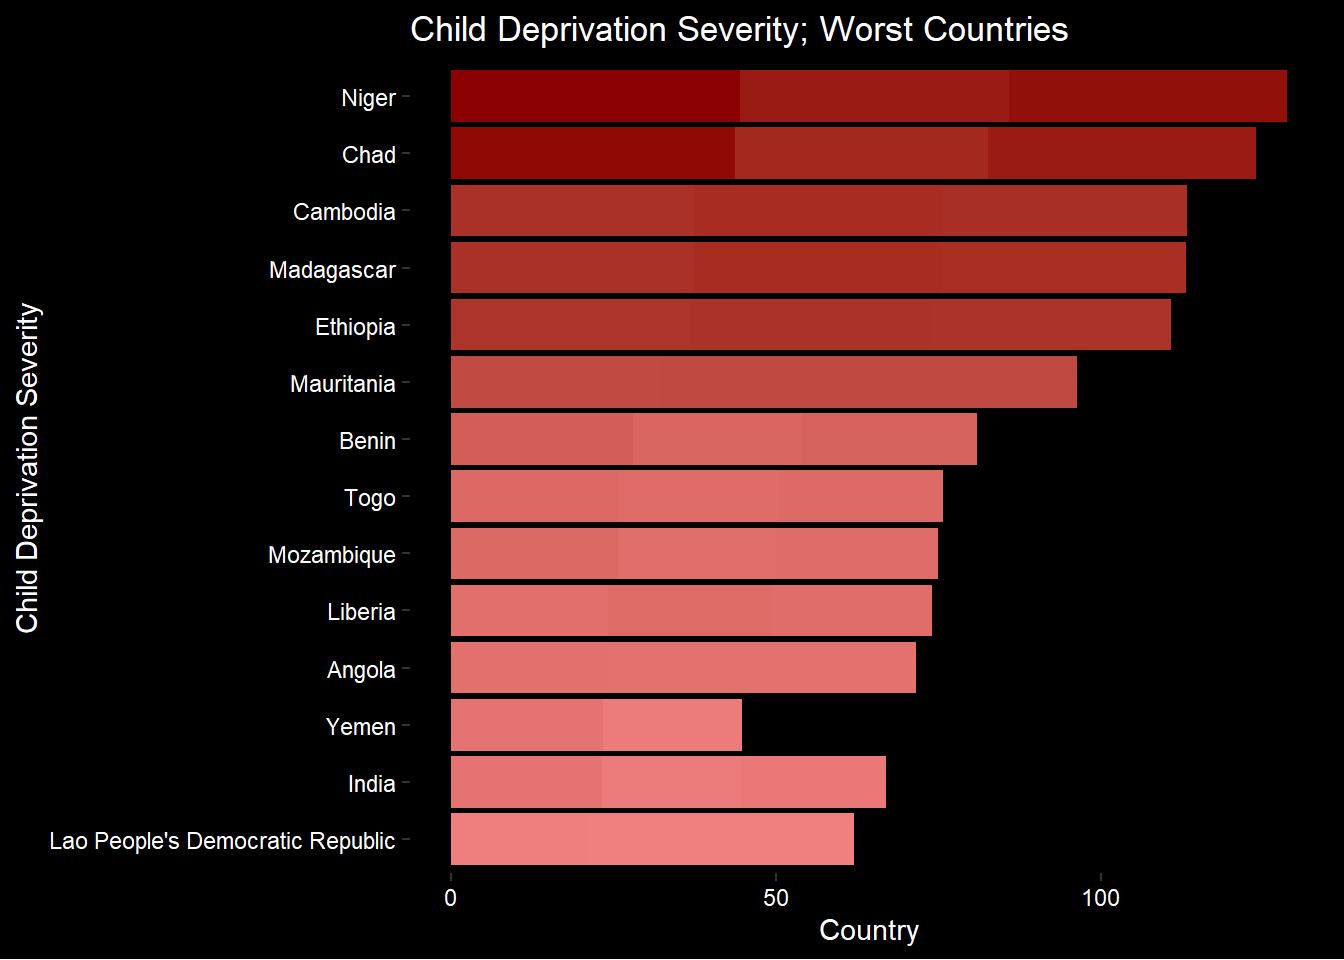 Child Deprivation Severity; Worst Countries
Niger
Chad
Cambodia
Madagascar
Ethiopia
Mauritania
Benin
Togo
Mozambique
Liberia
Angola
Yemen
India
Lao People's Democratic Republic
Child Deprivation Severity
0 50 100
Country